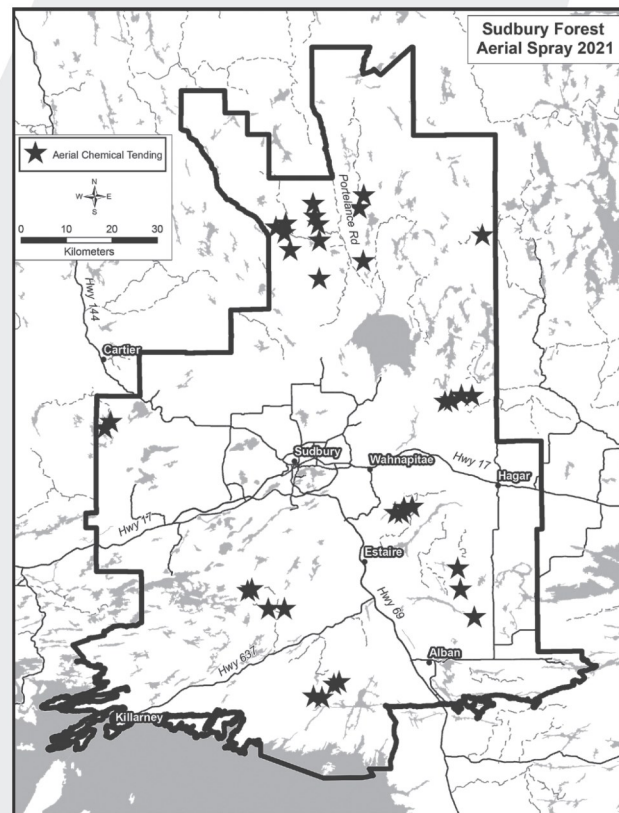 Sudbury Forest
Aerial Spray 2021
Aerial Chemical Tending
N
W E
S
0 10 20 30
Kilometers
Portelance Rd
Hwy 144
Cartier
Sudbury
Wahnapitae
Hwy 17
Hagar
Hwy 17
Estaire
Hwy 69
Alban
Hwy 637
Killarney